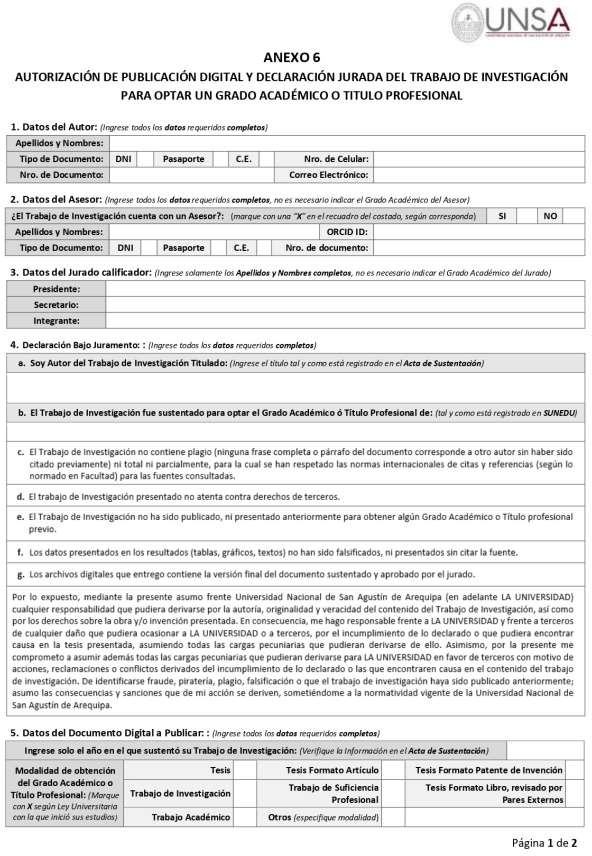 UNSA
UNIVERSIDAD NACIONAL DE SAN AGUSTÍN DE AREQUIPA
ANEXO 6
AUTORIZACIÓN DE PUBLICACIÓN DIGITAL Y DECLARACIÓN JURADA DEL TRABAJO DE INVESTIGACIÓN
PARA OPTAR UN GRADO ACADÉMICO O TITULO PROFESIONAL
1. Datos del Autor: (Ingrese todos los datos requeridos completos)
Apellidos y Nombres:
Tipo de Documento: DNI Pasaporte C.E. Nro. de Celular:
Nro. de Documento: Correo Electrónico:
2. Datos del Asesor: (Ingrese todos los datos requeridos completos, no es necesario indicar el Grado Académico del Asesor)
¿El Trabajo de Investigación cuenta con un Asesor?: (marque con una "X" en el recuadro del costado, según corresponda) SI NO
Apellidos y Nombres: ORCID ID:
Tipo de Documento: DNI Pasaporte C.E. Nro. de documento:
3. Datos del Jurado calificador: (Ingrese solamente los Apellidos y Nombres completos, no es necesario indicar el Grado Académico del Jurado)
Presidente:
Secretario:
Integrante:
4. Declaración Bajo Juramento: : (Ingrese todos los datos requeridos completos)
a. Soy Autor del Trabajo de Investigación Titulado: (Ingrese el título tal y como está registrado en el Acta de Sustentación)
b. El Trabajo de Investigación fue sustentado para optar el Grado Académico ó Título Profesional de: (tal y como está registrado en SUNEDU)
c. El Trabajo de Investigación no contiene plagio (ninguna frase completa o párrafo del documento corresponde a otro autor sin haber sido
citado previamente) ni total ni parcialmente, para la cual se han respetado las normas internacionales de citas y referencias (según lo
normado en Facultad) para las fuentes consultadas.
d. El trabajo de Investigación presentado no atenta contra derechos de terceros.
e. El Trabajo de Investigación no ha sido publicado, ni presentado anteriormente para obtener algún Grado Académico o Título profesional
previo.
f. Los datos presentados en los resultados (tablas, gráficos, textos) no han sido falsificados, ni presentados sin citar la fuente.
g. Los archivos digitales que entrego contiene la versión final del documento sustentado y aprobado por el jurado.
Por lo expuesto, mediante la presente asumo frente Universidad Nacional de San Agustín de Arequipa (en adelante LA UNIVERSIDAD)
cualquier responsabilidad que pudiera derivarse por la autoría, originalidad y veracidad del contenido del Trabajo de Investigación, así como
por los derechos sobre la obra y/o invención presentada. En consecuencia, me hago responsable frente a LA UNIVERSIDAD y frente a terceros
de cualquier daño que pudiera ocasionar a LA UNIVERSIDAD o a terceros, por el incumplimiento de lo declarado o que pudiera encontrar
causa en la tesis presentada, asumiendo todas las cargas pecuniarias que pudieran derivarse de ello. Asimismo, por la presente me
comprometo a asumir además todas las cargas pecuniarias que pudieran derivarse para LA UNIVERSIDAD en favor de terceros con motivo de
acciones, reclamaciones o conflictos derivados del incumplimiento de lo declarado o las que encontraren causa en el contenido del trabajo
de investigación. De identificarse fraude, piratería, plagio, falsificación o que el trabajo de investigación haya sido publicado anteriormente;
asumo las consecuencias y sanciones que de mi acción se deriven, sometiéndome a la normatividad vigente de la Universidad Nacional de
San Agustín de Arequipa.
5. Datos del Documento Digital a Publicar: : (Ingrese todos los datos requeridos completos)
Ingrese solo el año en el que sustentó su Trabajo de Investigación: (Verifique la Información en el Acta de Sustentación)
Modalidad de obtención
del Grado Académico o
Título Profesional: (Marque
con X según Ley Universitaria
con la que inició sus estudios)
Tesis Tesis Formato Artículo Tesis Formato Patente de Invención
Trabajo de Investigación Trabajo de Suficiencia
Profesional Tesis Formato Libro, revisado por
Pares Externos
Trabajo Académico Otros (especifique modalidad)
Página 1 de 2